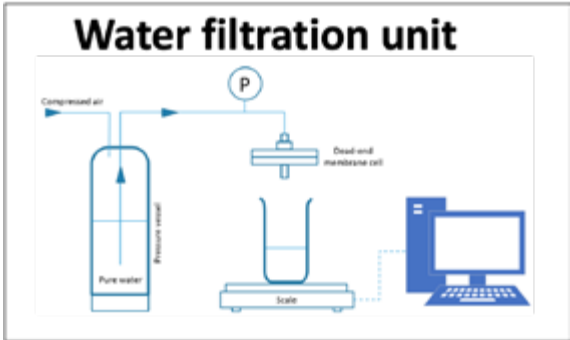 Water filtration unit
P
Compressed air
Dead-end
membrane cell
Pressure vessel
Pure water
Scale